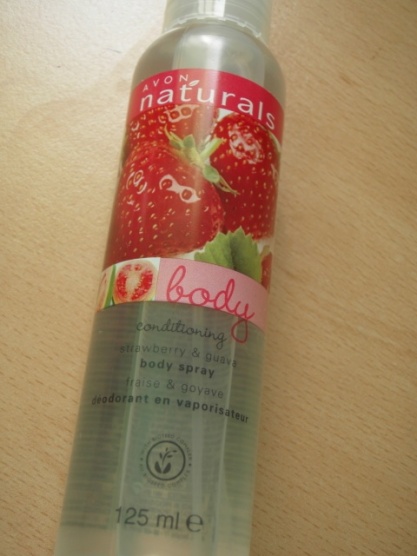 AVON
naturals
body
conditioning
strawberry & guava
body spray
fraise & goyave
déodorant en vaporisateur
125 ml e